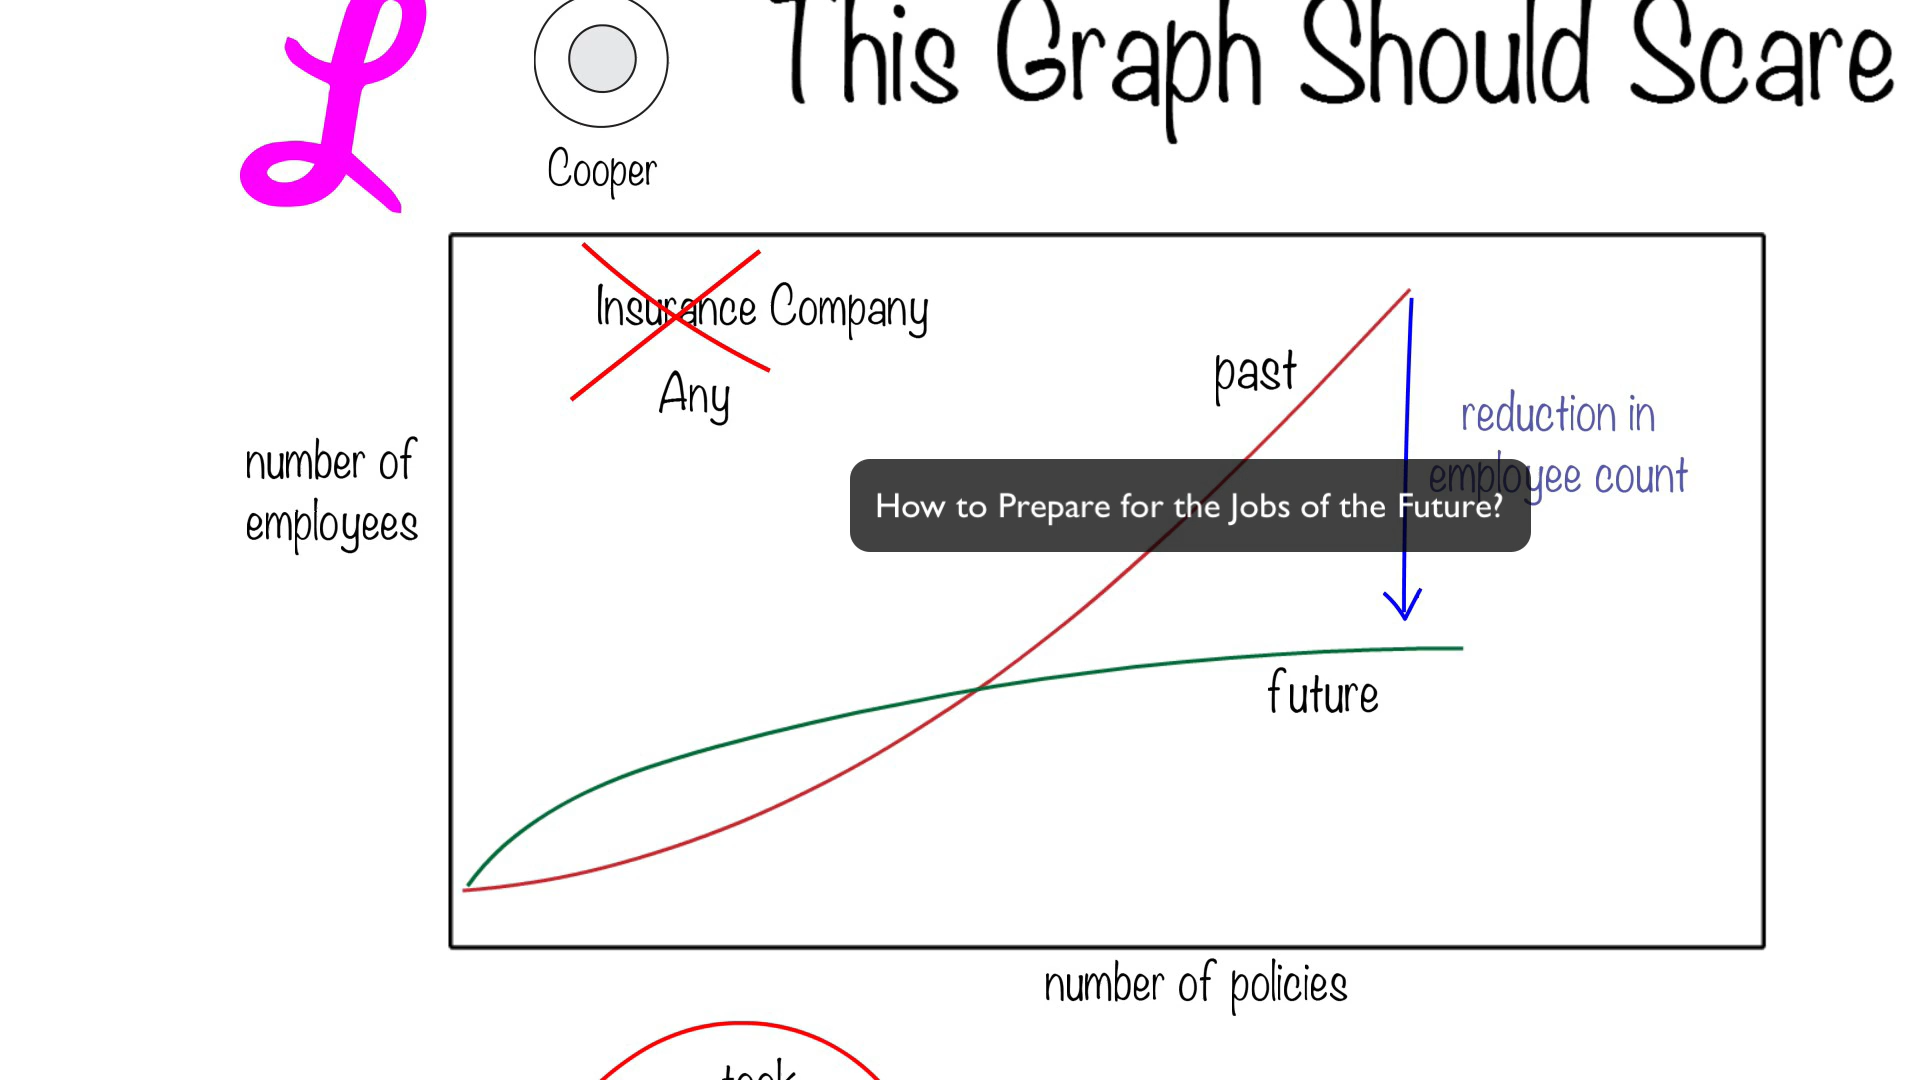 This Graph Should Scare
Cooper
Insurance Company
Any
past
reduction in
employee count
number of
employees
How to Prepare for the Jobs of the Future?
future
number of policies